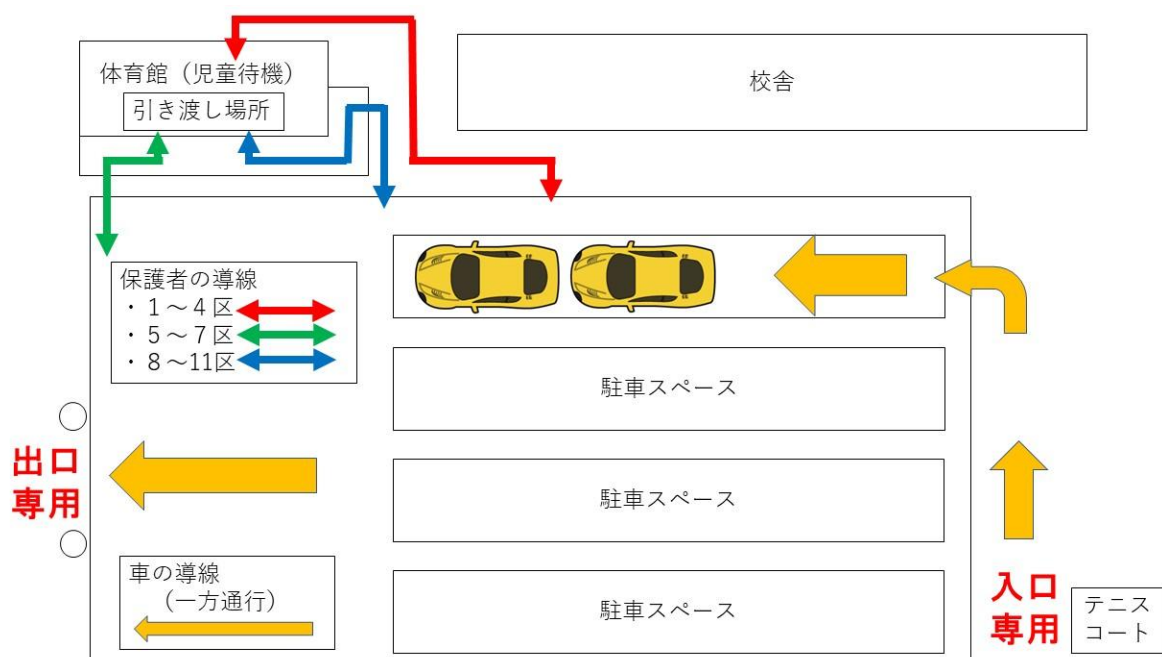 体育館（児童待機）
引き渡し場所
校舎
保護者の導線
・１～４区
・５～７区
・８～11区
駐車スペース
出口
専用
駐車スペース
車の導線
（一方通行）
駐車スペース
入口
専用
テニス
コート